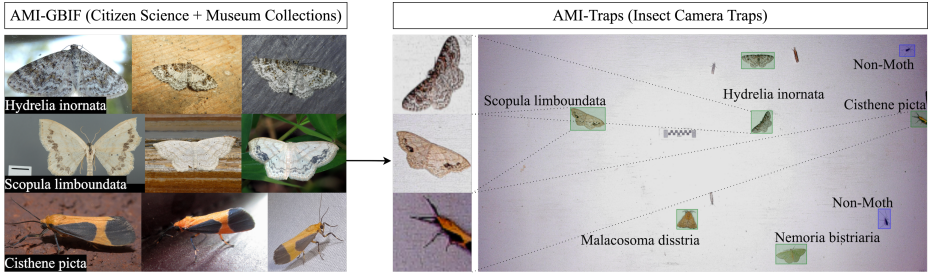 AMI-GBIF (Citizen Science + Museum Collections)
AMI-Traps (Insect Camera Traps)
Hydrelia inornata
Scopula limboundata
Cisthene picta
Non-Moth
Scopula limboundata
Hydrelia inornata
Cisthene picta
Non-Moth
Malacosoma disstria
Nemoria bistriaria